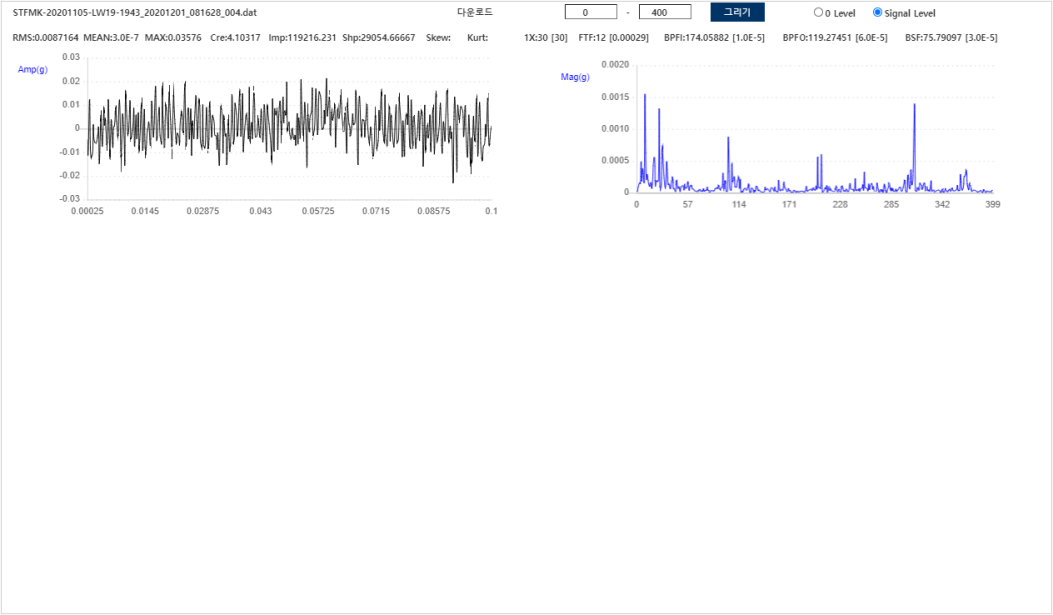 STFMK-20201105-LW19-1943_20201201_081628_004.dat 다운로드 0 - 400 그리기 0 Level Signal Level
RMS:0.0087164 MEAN:3.0E-7 MAX:0.03576 Cre:4.10317 Imp:119216.231 Shp:29054.66667 Skew: Kurt: 1X:30 [30] FTF:12 [0.00029] BPFI:174.05882 [1.0E-5] BPFO:119.27451 [6.0E-5] BSF:75.79097 [3.0E-5]
Amp(g)
0.03
0.02
0.01
0
-0.01
-0.02
-0.03
0.00025 0.0145 0.02875 0.043 0.05725 0.0715 0.08575 0.1
Mag(g)
0.0020
0.0015
0.0010
0.0005
0
0 57 114 171 228 285 342 399